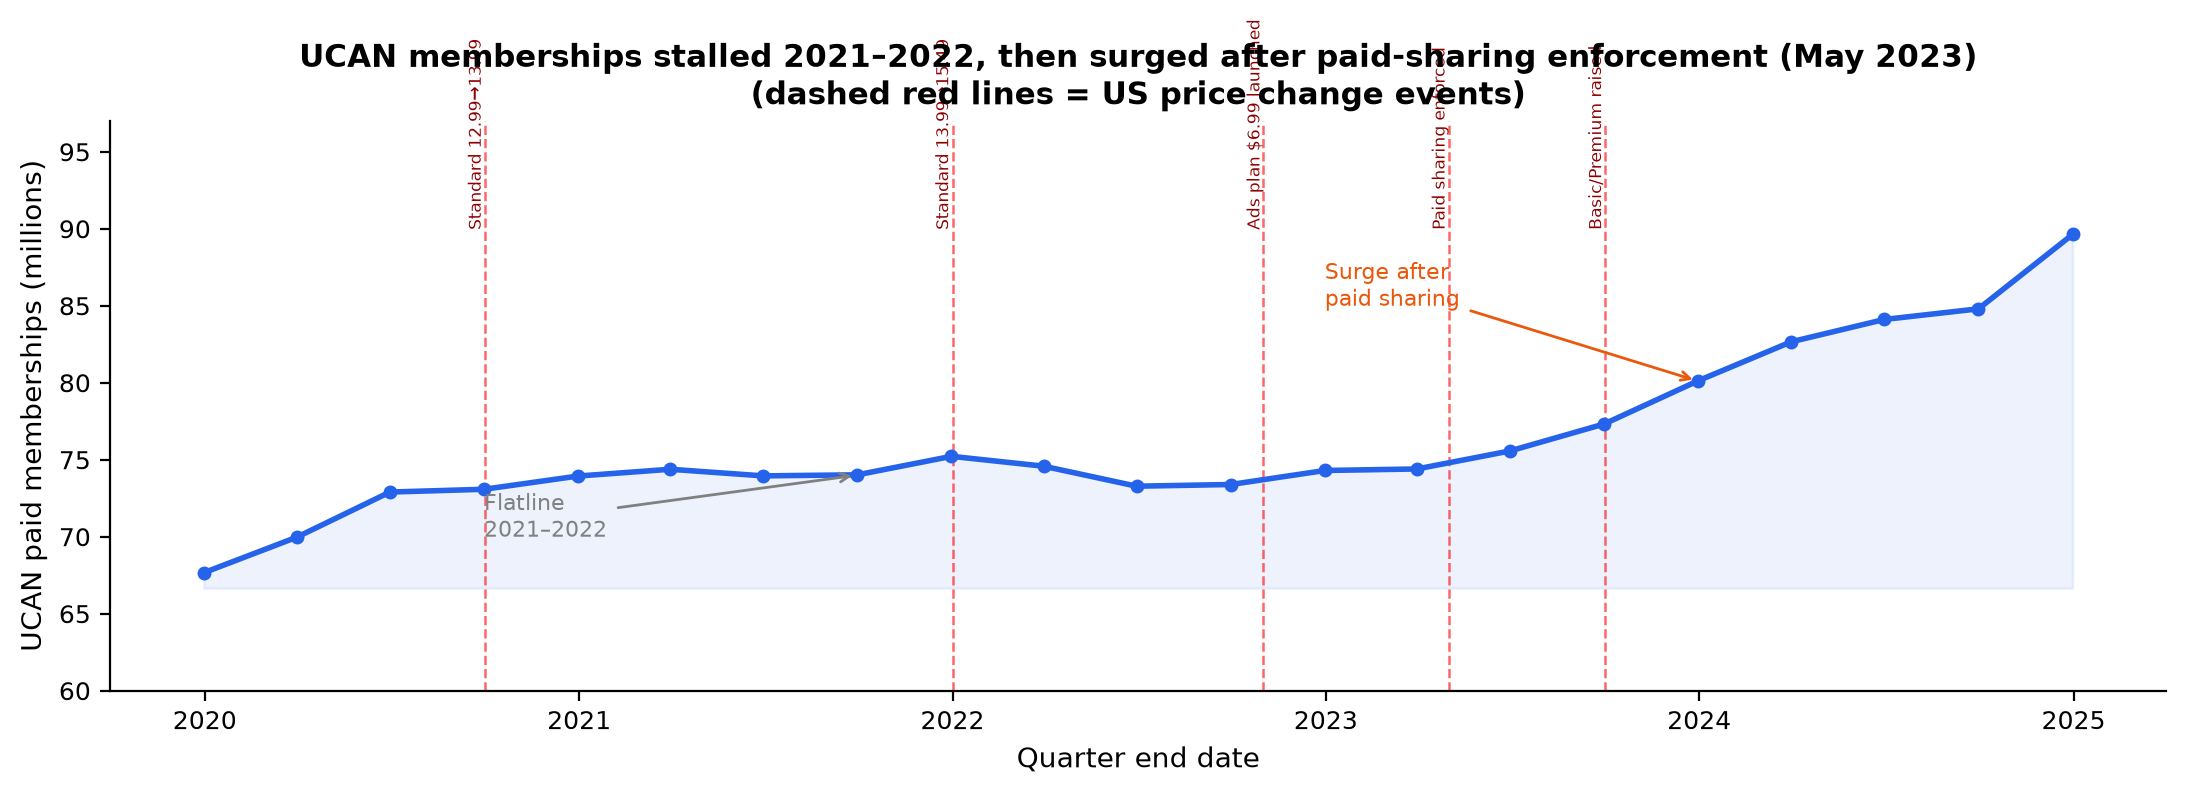 UCAN memberships stalled 2021–2022, then surged after paid-sharing enforcement (May 2023)
(dashed red lines = US price change events)
Standard 12.99→13.99
Standard 13.99→15.49
Ads plan $6.99 launched
Paid sharing enforced
Basic/Premium raised
UCAN paid memberships (millions)
95
90
85
80
75
70
65
60
Surge after
paid sharing
Flatline
2021–2022
2020
2021
2022
2023
2024
2025
Quarter end date